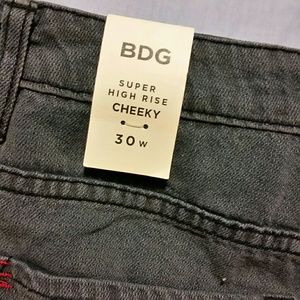 BDG
SUPER
HIGH RISE
CHEEKY
30 W